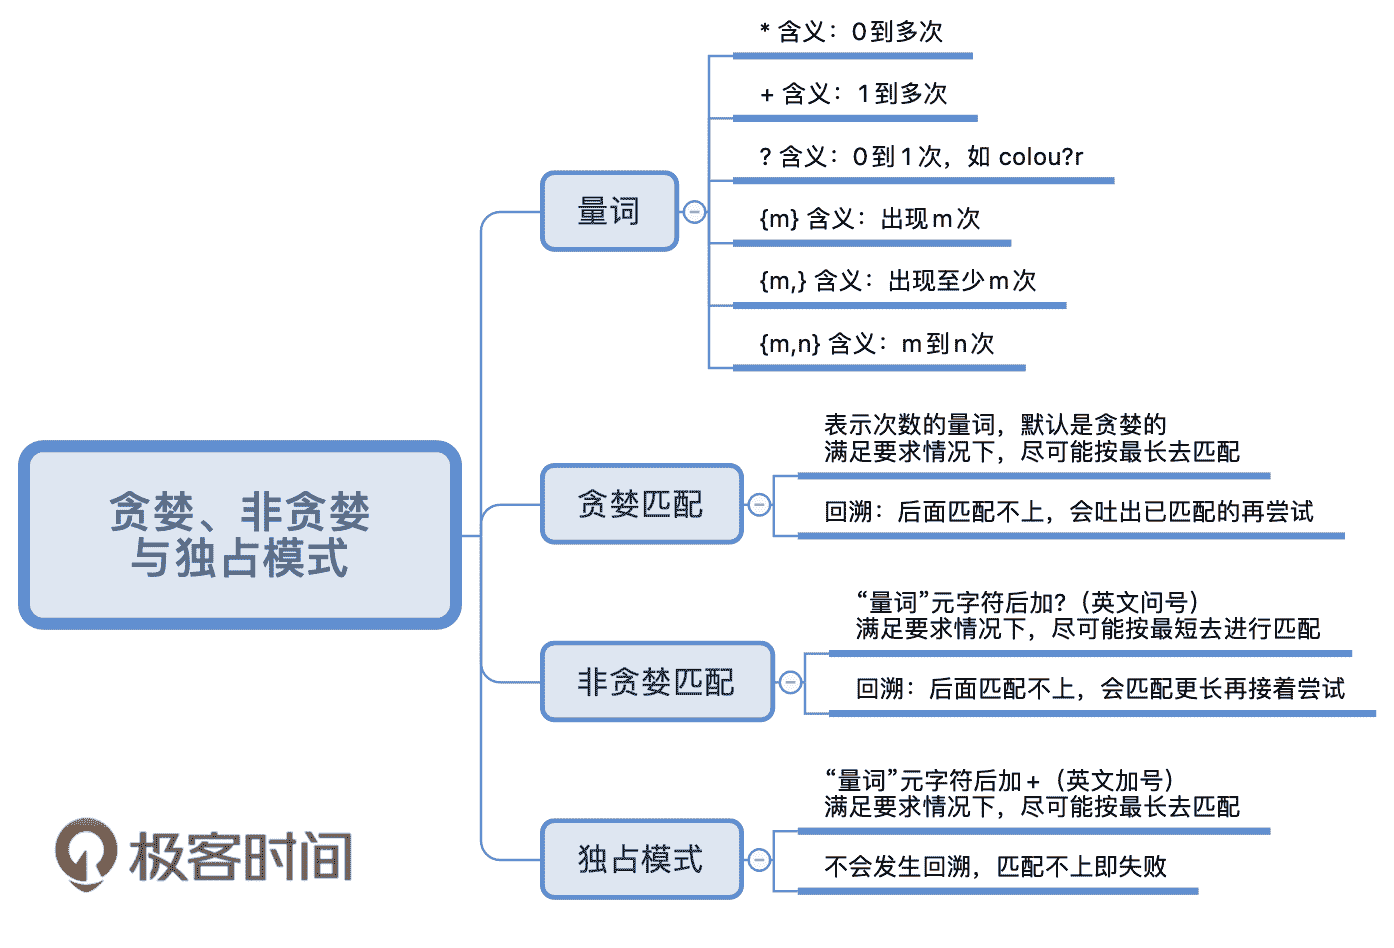 * 含义：0到多次
+ 含义：1到多次
? 含义：0到1次，如 colou?r
量词
{m} 含义：出现m次
{m,} 含义：出现至少m次
{m,n} 含义：m到n次
表示次数的量词，默认是贪婪的
满足要求情况下，尽可能按最长去匹配
贪婪匹配
回溯：后面匹配不上，会吐出已匹配的再尝试
贪婪、非贪婪
与独占模式
“量词”元字符后加?（英文问号）
满足要求情况下，尽可能按最短去进行匹配
非贪婪匹配
回溯：后面匹配不上，会匹配更长再接着尝试
“量词”元字符后加+（英文加号）
满足要求情况下，尽可能按最长去匹配
独占模式
不会发生回溯，匹配不上即失败
极客时间